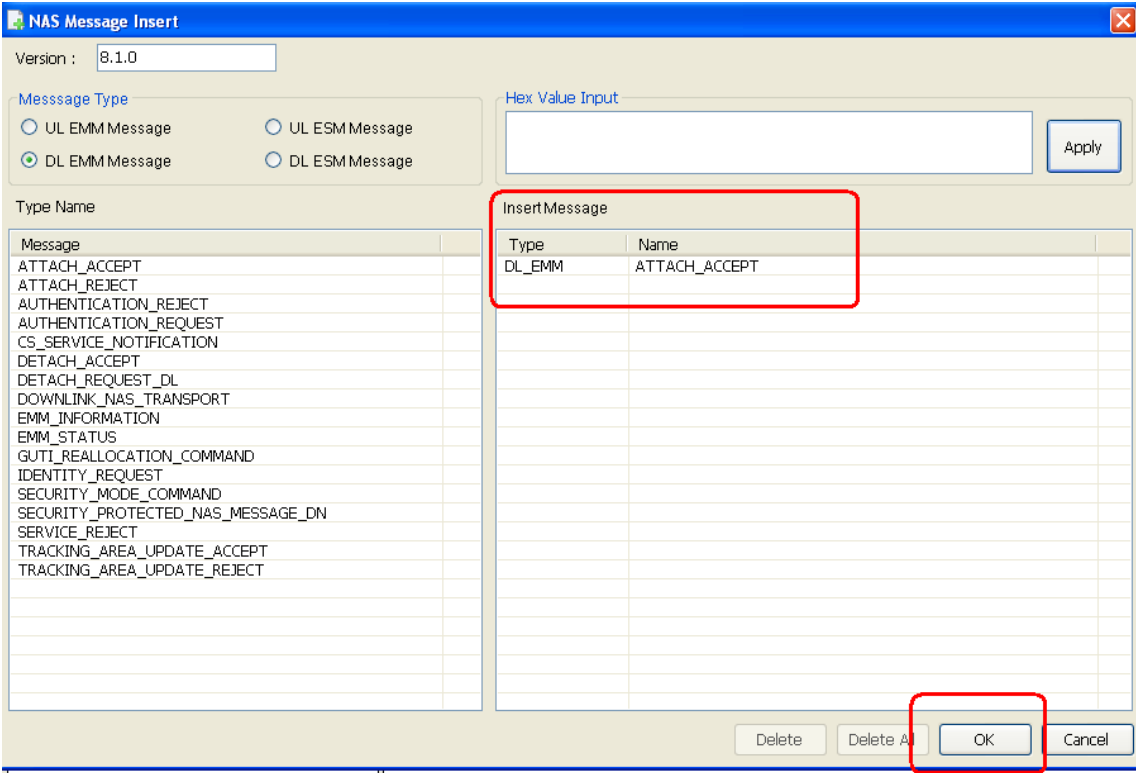 NAS Message Insert
Version : 8.1.0
Messsage Type
UL EMM Message UL ESM Message
DL EMM Message DL ESM Message
Hex Value Input
Apply
Type Name
Message
ATTACH_ACCEPT
ATTACH_REJECT
AUTHENTICATION_REJECT
AUTHENTICATION_REQUEST
CS_SERVICE_NOTIFICATION
DETACH_ACCEPT
DETACH_REQUEST_DL
DOWNLINK_NAS_TRANSPORT
EMM_INFORMATION
EMM_STATUS
GUTI_REALLOCATION_COMMAND
IDENTITY_REQUEST
SECURITY_MODE_COMMAND
SECURITY_PROTECTED_NAS_MESSAGE_DN
SERVICE_REJECT
TRACKING_AREA_UPDATE_ACCEPT
TRACKING_AREA_UPDATE_REJECT
Insert Message
Type Name
DL_EMM ATTACH_ACCEPT
Delete Delete All OK Cancel